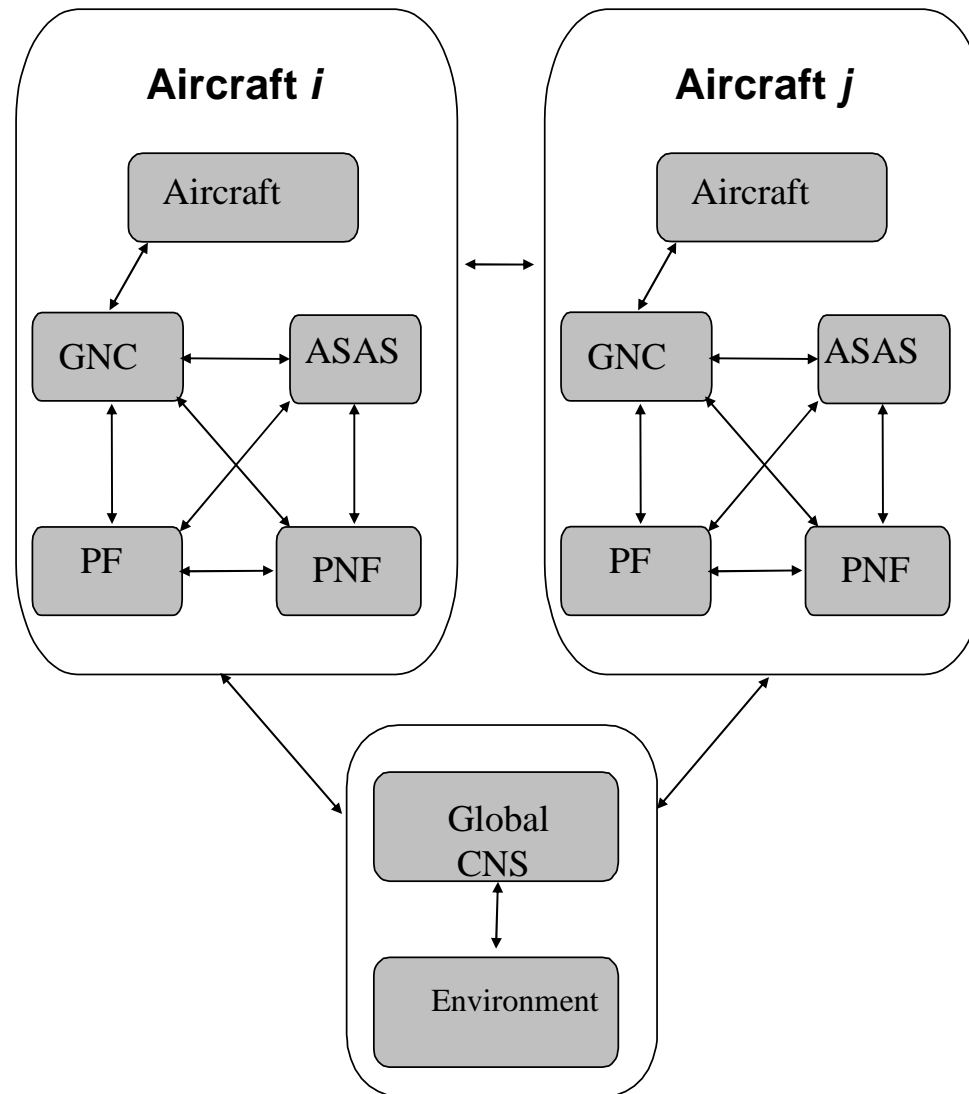 Aircraft i
Aircraft
GNC
ASAS
PF
PNF
Aircraft j
Aircraft
GNC
ASAS
PF
PNF
Global
CNS
Environment